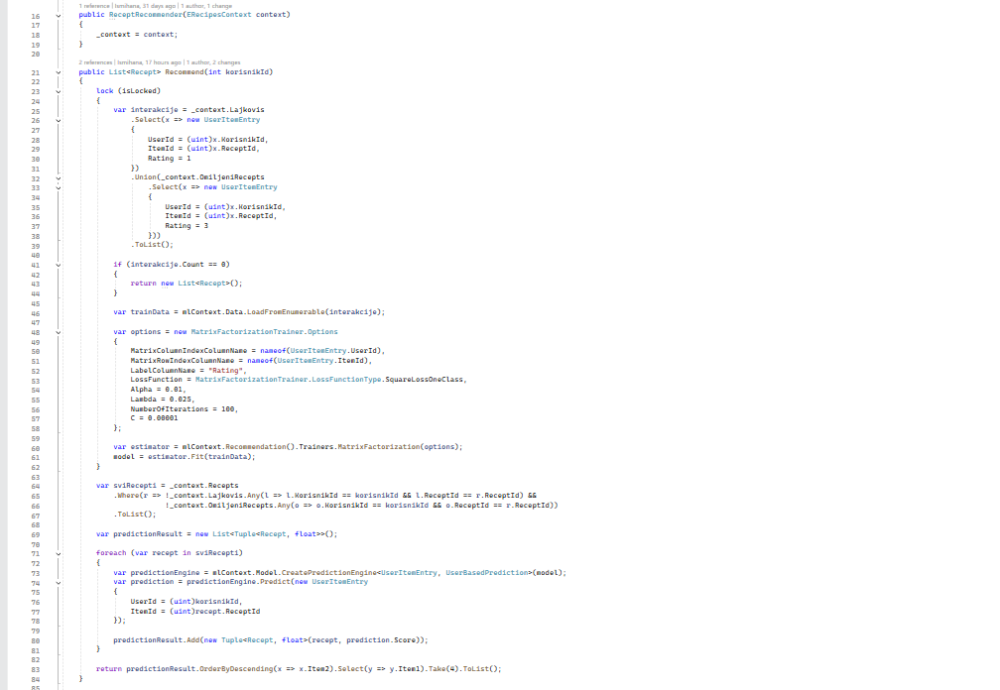 1 reference | lomihana, 31 days ago | 1 author, 1 change
16 public ReceptRecommender(ERecipesContext context)
17 {
18 _context = context;
19 }
20
2 references | lomihana, 17 hours ago | 1 author, 2 changes
21 public List<Recept> Recommend(int korisnikId)
22 {
23 lock (isLocked)
24 {
25 var interakcije = _context.Lajkovis
26 .Select(x => new UserItemEntry
27 {
28 UserId = (uint)x.KorisnikId,
29 ItemId = (uint)x.ReceptId,
30 Rating = 1
31 })
32 .Union(_context.OmiljeniRecepts
33 .Select(x => new UserItemEntry
34 {
35 UserId = (uint)x.KorisnikId,
36 ItemId = (uint)x.ReceptId,
37 Rating = 3
38 }))
39 .ToList();
40
41 if (interakcije.Count == 0)
42 {
43 return new List<Recept>();
44 }
45
46 var trainData = mlContext.Data.LoadFromEnumerable(interakcije);
47
48 var options = new MatrixFactorizationTrainer.Options
49 {
50 MatrixColumnIndexColumnName = nameof(UserItemEntry.UserId),
51 MatrixRowIndexColumnName = nameof(UserItemEntry.ItemId),
52 LabelColumnName = "Rating",
53 LossFunction = MatrixFactorizationTrainer.LossFunctionType.SquareLossOneClass,
54 Alpha = 0.01,
55 Lambda = 0.025,
56 NumberOfIterations = 100,
57 C = 0.00001
58 };
59
60 var estimator = mlContext.Recommendation().Trainers.MatrixFactorization(options);
61 model = estimator.Fit(trainData);
62 }
63
64 var sviRecepti = _context.Recepts
65 .Where(r => !_context.Lajkovis.Any(l => l.KorisnikId == korisnikId && l.ReceptId == r.ReceptId) &&
66 !_context.OmiljeniRecepts.Any(o => o.KorisnikId == korisnikId && o.ReceptId == r.ReceptId))
67 .ToList();
68
69 var predictionResult = new List<Tuple<Recept, float>>();
70
71 foreach (var recept in sviRecepti)
72 {
73 var predictionEngine = mlContext.Model.CreatePredictionEngine<UserItemEntry, UserBasedPrediction>(model);
74 var prediction = predictionEngine.Predict(new UserItemEntry
75 {
76 UserId = (uint)korisnikId,
77 ItemId = (uint)recept.ReceptId
78 });
79
80 predictionResult.Add(new Tuple<Recept, float>(recept, prediction.Score));
81 }
82
83 return predictionResult.OrderByDescending(x => x.Item2).Select(y => y.Item1).Take(4).ToList();
84 }
85